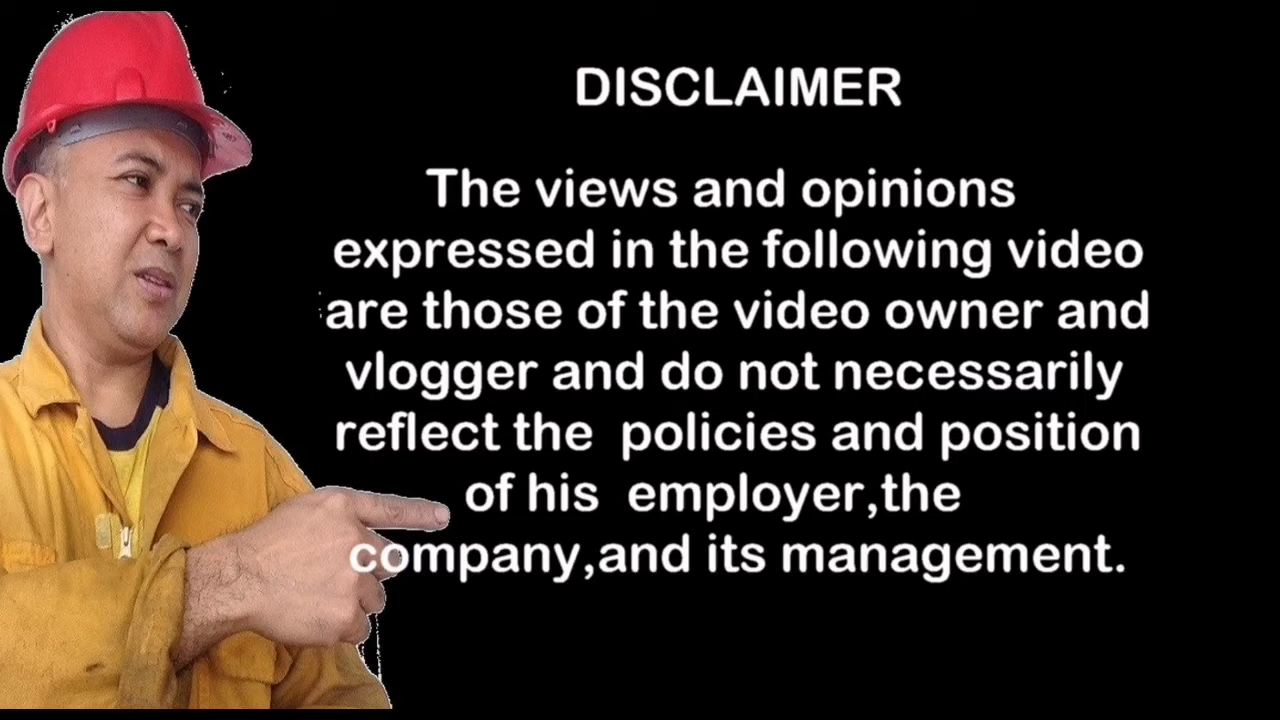 DISCLAIMER
The views and opinions
expressed in the following video
are those of the video owner and
vlogger and do not necessarily
reflect the  policies and position
of his  employer,the
company,and its management.